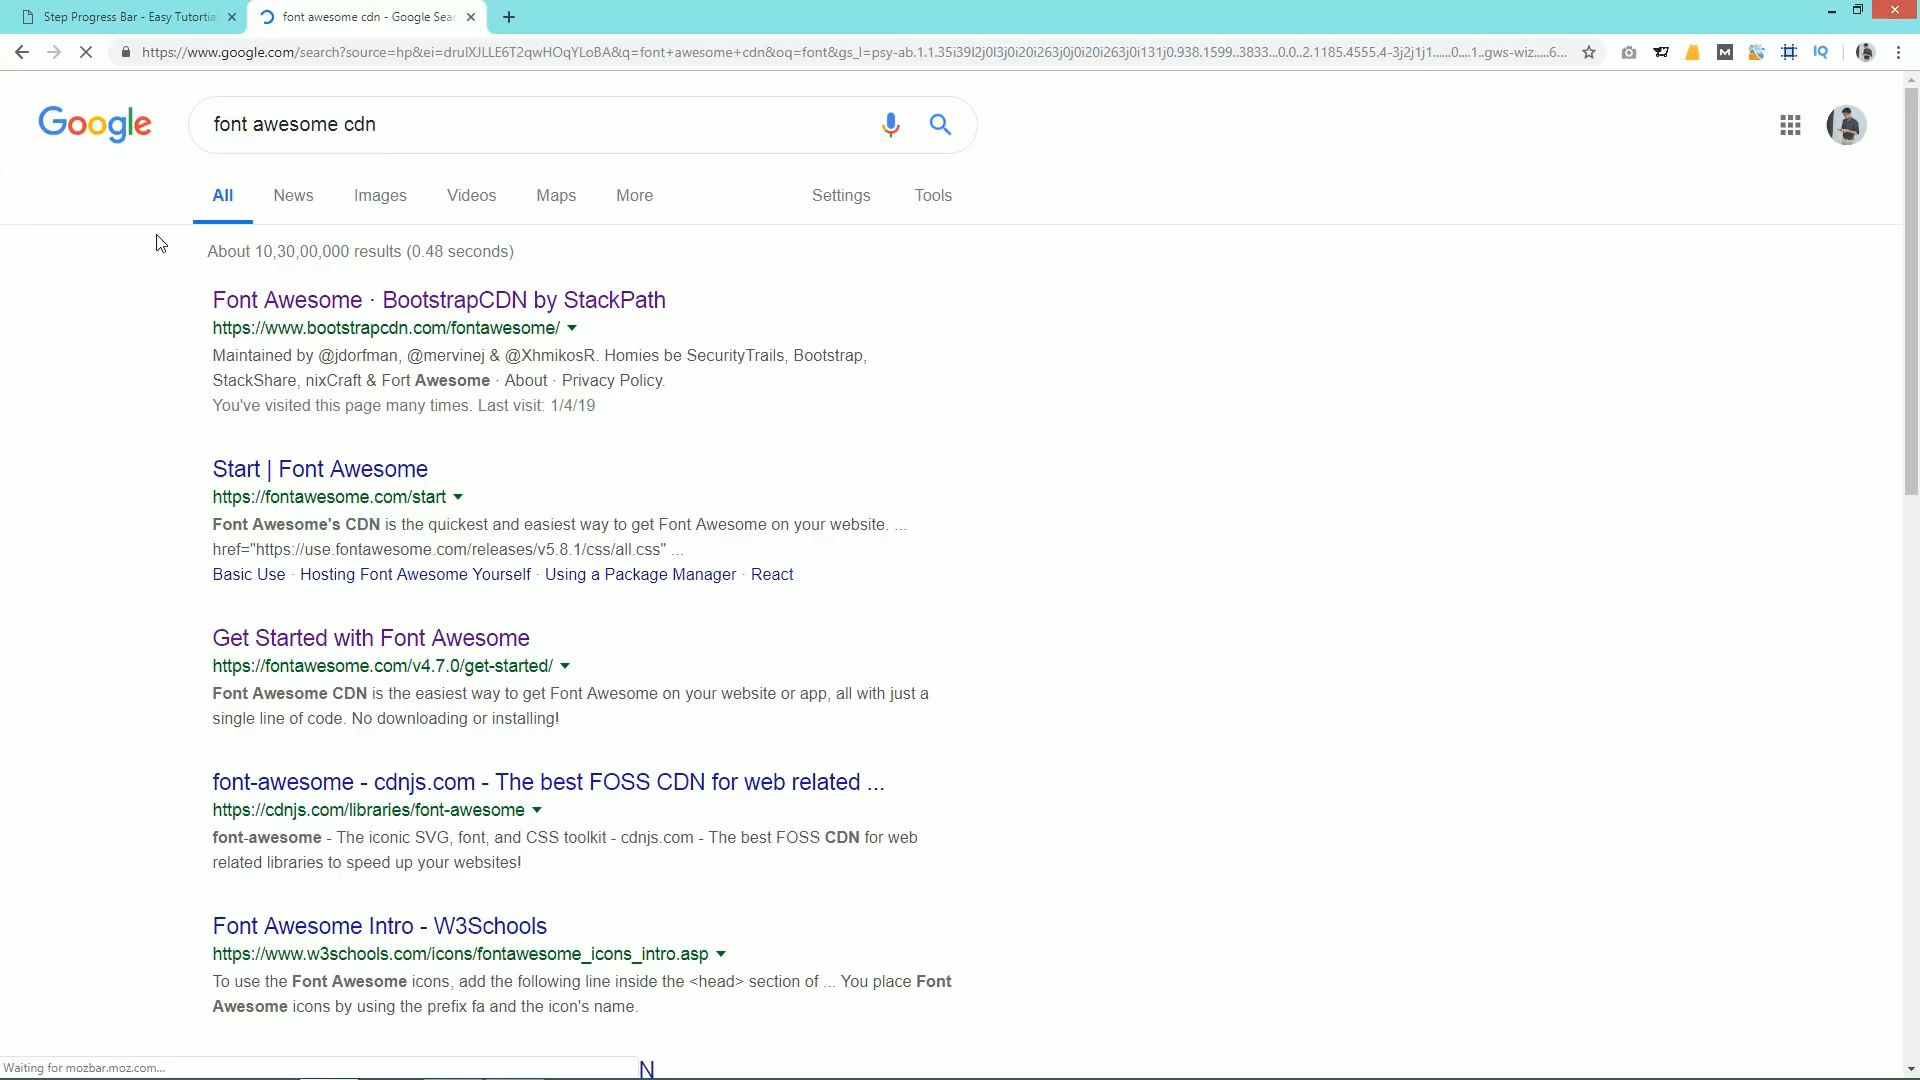 Step Progress Bar - Easy Tutorial
font awesome cdn - Google Sear
https://www.google.com/search?source=hp&ei=druIXJLLE6T2qwHOqYLoBA&q=font+awesome+cdn&oq=font&gs_l=psy-ab.1.1.35i39l2j0l3j0i20i263j0j0i20i263j0i131j0.938.1599..3833...0.0..2.1185.4555.4-3j2j1j1......0....1..gws-wiz.....6...
M
IQ
Google
font awesome cdn
All
News
Images
Videos
Maps
More
Settings
Tools
About 10,30,00,000 results (0.48 seconds)
Font Awesome · BootstrapCDN by StackPath
https://www.bootstrapcdn.com/fontawesome/
Maintained by @jdorfman, @mervinej & @XhmikosR. Homies be SecurityTrails, Bootstrap,
StackShare, nixCraft & Fort Awesome · About · Privacy Policy.
You've visited this page many times. Last visit: 1/4/19
Start | Font Awesome
https://fontawesome.com/start
Font Awesome's CDN is the quickest and easiest way to get Font Awesome on your website. ...
href="https://use.fontawesome.com/releases/v5.8.1/css/all.css" ...
Basic Use · Hosting Font Awesome Yourself · Using a Package Manager · React
Get Started with Font Awesome
https://fontawesome.com/v4.7.0/get-started/
Font Awesome CDN is the easiest way to get Font Awesome on your website or app, all with just a
single line of code. No downloading or installing!
font-awesome - cdnjs.com - The best FOSS CDN for web related ...
https://cdnjs.com/libraries/font-awesome
font-awesome - The iconic SVG, font, and CSS toolkit - cdnjs.com - The best FOSS CDN for web
related libraries to speed up your websites!
Font Awesome Intro - W3Schools
https://www.w3schools.com/icons/fontawesome_icons_intro.asp
To use the Font Awesome icons, add the following line inside the <head> section of ... You place Font
Awesome icons by using the prefix fa and the icon's name.
Waiting for mozbar.moz.com...
N